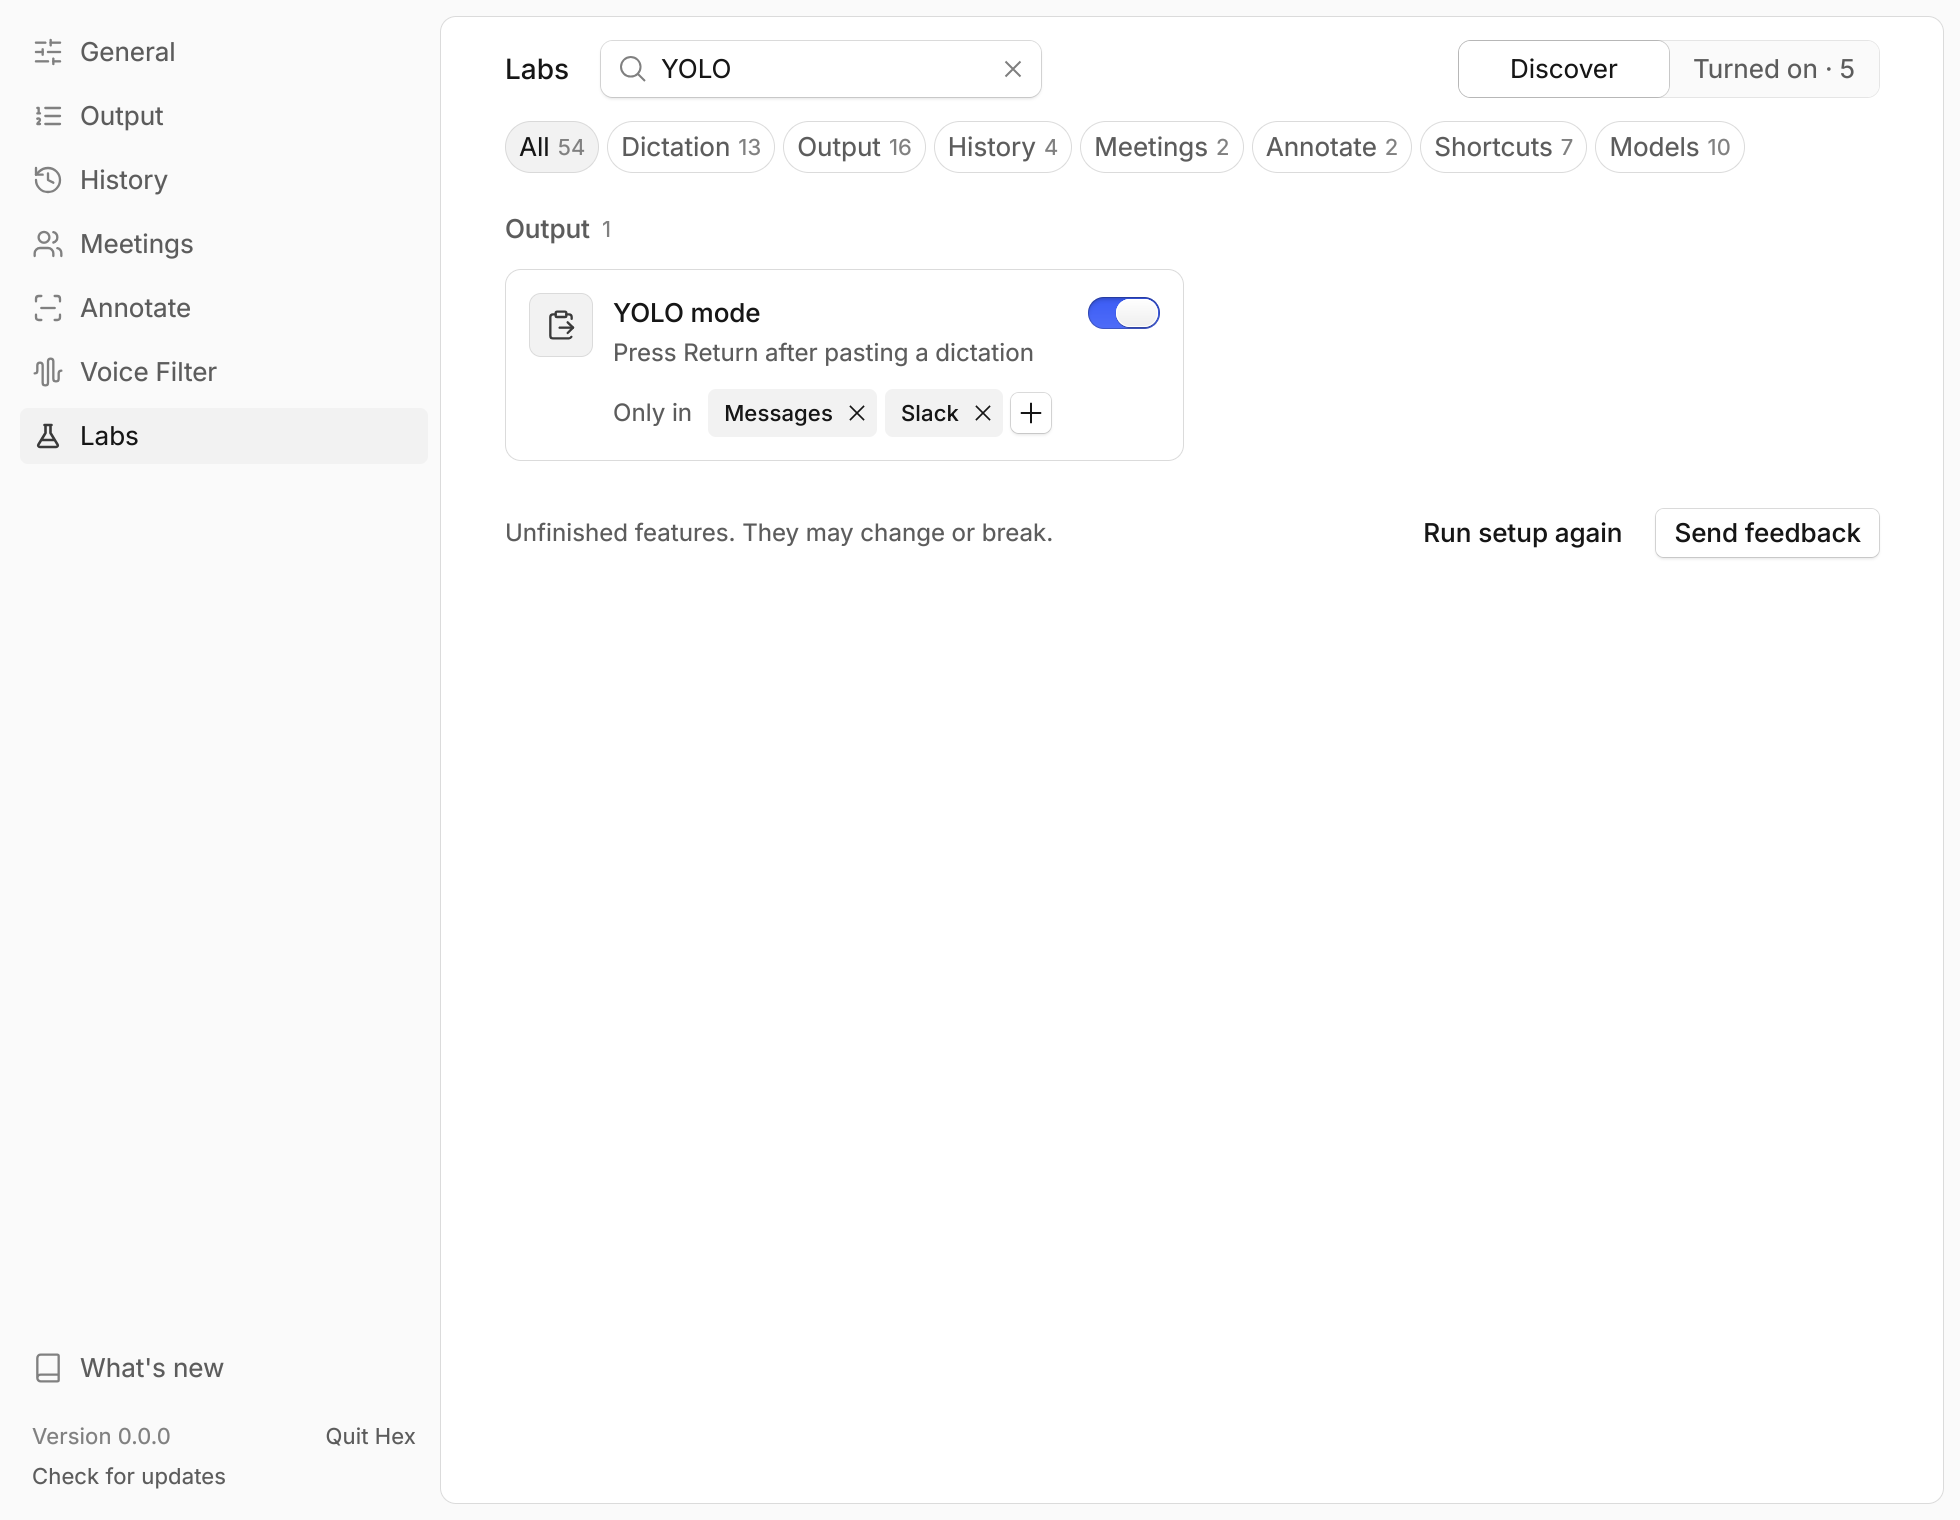 General
Output
History
Meetings
Annotate
Voice Filter
Labs
What's new
Version 0.0.0
Quit Hex
Check for updates
Labs
YOLO
Discover
Turned on · 5
All 54
Dictation 13
Output 16
History 4
Meetings 2
Annotate 2
Shortcuts 7
Models 10
Output 1
YOLO mode
Press Return after pasting a dictation
Only in Messages Slack
Unfinished features. They may change or break.
Run setup again
Send feedback